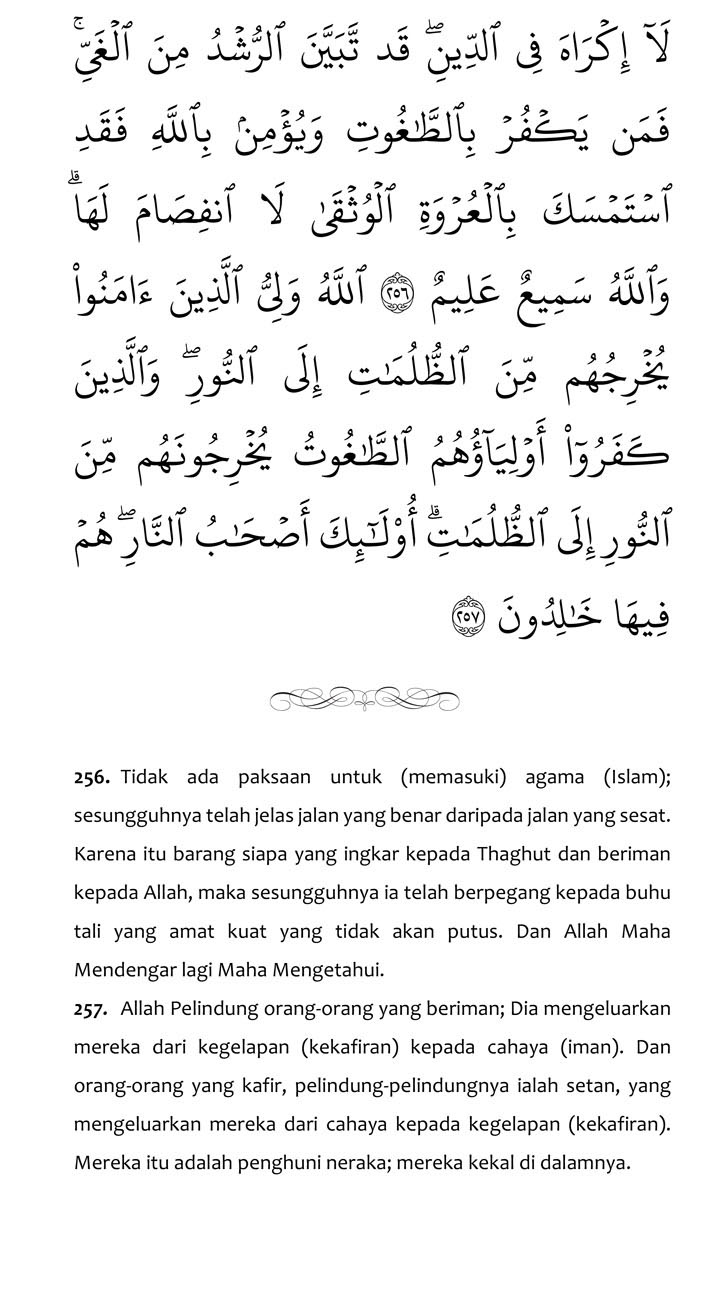 لَآ إِكۡرَاهَ فِي ٱلدِّينِۖ قَد تَّبَيَّنَ ٱلرُّشۡدُ مِنَ ٱلۡغَيِّۚ
فَمَن يَكۡفُرۡ بِٱلطَّٰغُوتِ وَيُؤۡمِنۢ بِٱللَّهِ فَقَدِ
ٱسۡتَمۡسَكَ بِٱلۡعُرۡوَةِ ٱلۡوُثۡقَىٰ لَا ٱنفِصَامَ لَهَاۗ
وَٱللَّهُ سَمِيعٌ عَلِيمٌ ٢٥٦ ٱللَّهُ وَلِيُّ ٱلَّذِينَ ءَامَنُواْ
يُخۡرِجُهُم مِّنَ ٱلظُّلُمَٰتِ إِلَى ٱلنُّورِۖ وَٱلَّذِينَ
كَفَرُوٓاْ أَوۡلِيَآؤُهُمُ ٱلطَّٰغُوتُ يُخۡرِجُونَهُم مِّنَ
ٱلنُّورِ إِلَى ٱلظُّلُمَٰتِۗ أُوْلَٰٓئِكَ أَصۡحَٰبُ ٱلنَّارِۖ هُمۡ
فِيهَا خَٰلِدُونَ ٢٥٧
256. Tidak ada paksaan untuk (memasuki) agama (Islam);
sesungguhnya telah jelas jalan yang benar daripada jalan yang sesat.
Karena itu barang siapa yang ingkar kepada Thaghut dan beriman
kepada Allah, maka sesungguhnya ia telah berpegang kepada buhu
tali yang amat kuat yang tidak akan putus. Dan Allah Maha
Mendengar lagi Maha Mengetahui.
257. Allah Pelindung orang-orang yang beriman; Dia mengeluarkan
mereka dari kegelapan (kekafiran) kepada cahaya (iman). Dan
orang-orang yang kafir, pelindung-pelindungnya ialah setan, yang
mengeluarkan mereka dari cahaya kepada kegelapan (kekafiran).
Mereka itu adalah penghuni neraka; mereka kekal di dalamnya.